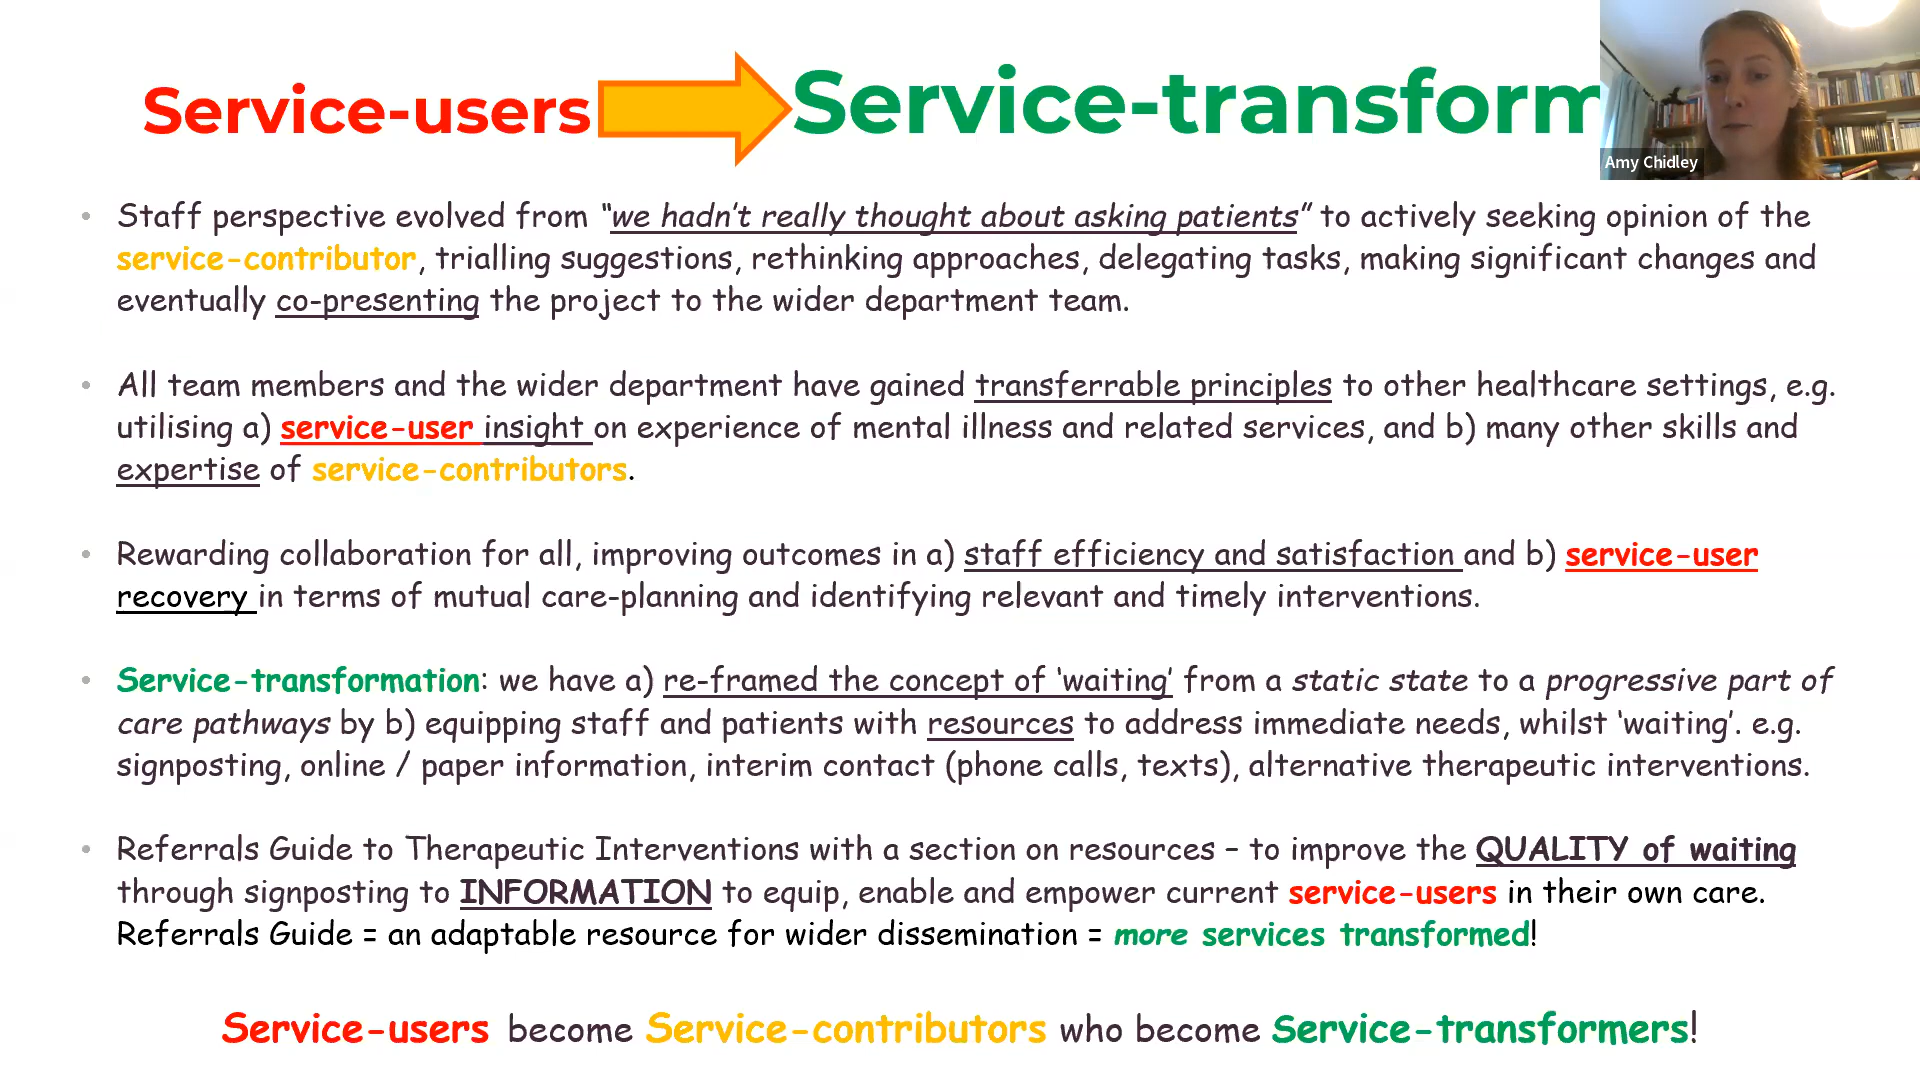 Service-users Service-transform
Amy Chidley
• Staff perspective evolved from “we hadn’t really thought about asking patients” to actively seeking opinion of the
service-contributor, trialling suggestions, rethinking approaches, delegating tasks, making significant changes and
eventually co-presenting the project to the wider department team.
• All team members and the wider department have gained transferrable principles to other healthcare settings, e.g.
utilising a) service-user insight on experience of mental illness and related services, and b) many other skills and
expertise of service-contributors.
• Rewarding collaboration for all, improving outcomes in a) staff efficiency and satisfaction and b) service-user
recovery in terms of mutual care-planning and identifying relevant and timely interventions.
• Service-transformation: we have a) re-framed the concept of ‘waiting’ from a static state to a progressive part of
care pathways by b) equipping staff and patients with resources to address immediate needs, whilst ‘waiting’. e.g.
signposting, online / paper information, interim contact (phone calls, texts), alternative therapeutic interventions.
• Referrals Guide to Therapeutic Interventions with a section on resources – to improve the QUALITY of waiting
through signposting to INFORMATION to equip, enable and empower current service-users in their own care.
Referrals Guide = an adaptable resource for wider dissemination = more services transformed!
Service-users become Service-contributors who become Service-transformers!